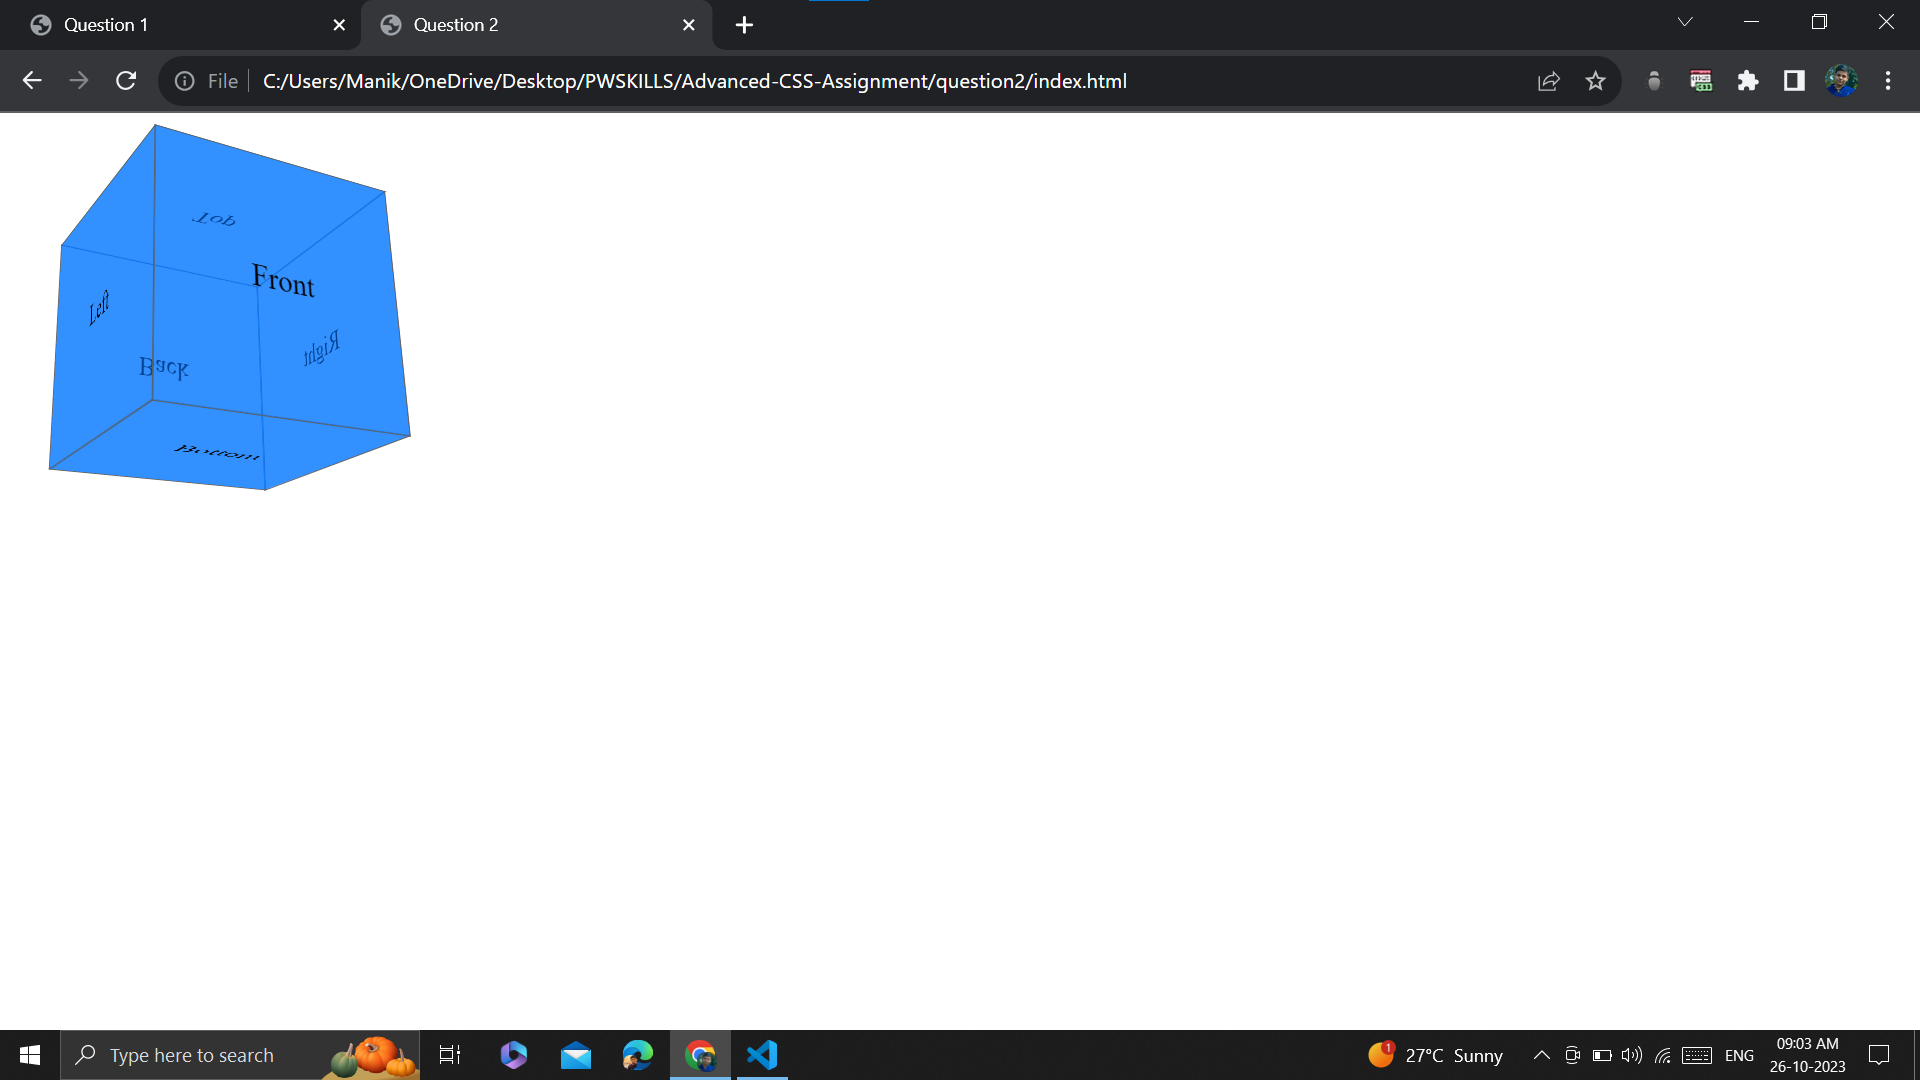 Question 1
Question 2
File
C:/Users/Manik/OneDrive/Desktop/PWSKILLS/Advanced-CSS-Assignment/question2/index.html
Top
Front
Left
Right
Back
Bottom
Type here to search
1
27°C Sunny
ENG
09:03 AM
26-10-2023